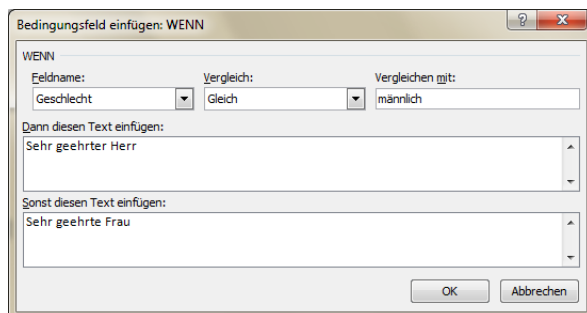 Bedingungsfeld einfügen: WENN
WENN
Feldname: Vergleich: Vergleichen mit:
Geschlecht Gleich männlich
Dann diesen Text einfügen:
Sehr geehrter Herr
Sonst diesen Text einfügen:
Sehr geehrte Frau
OK Abbrechen